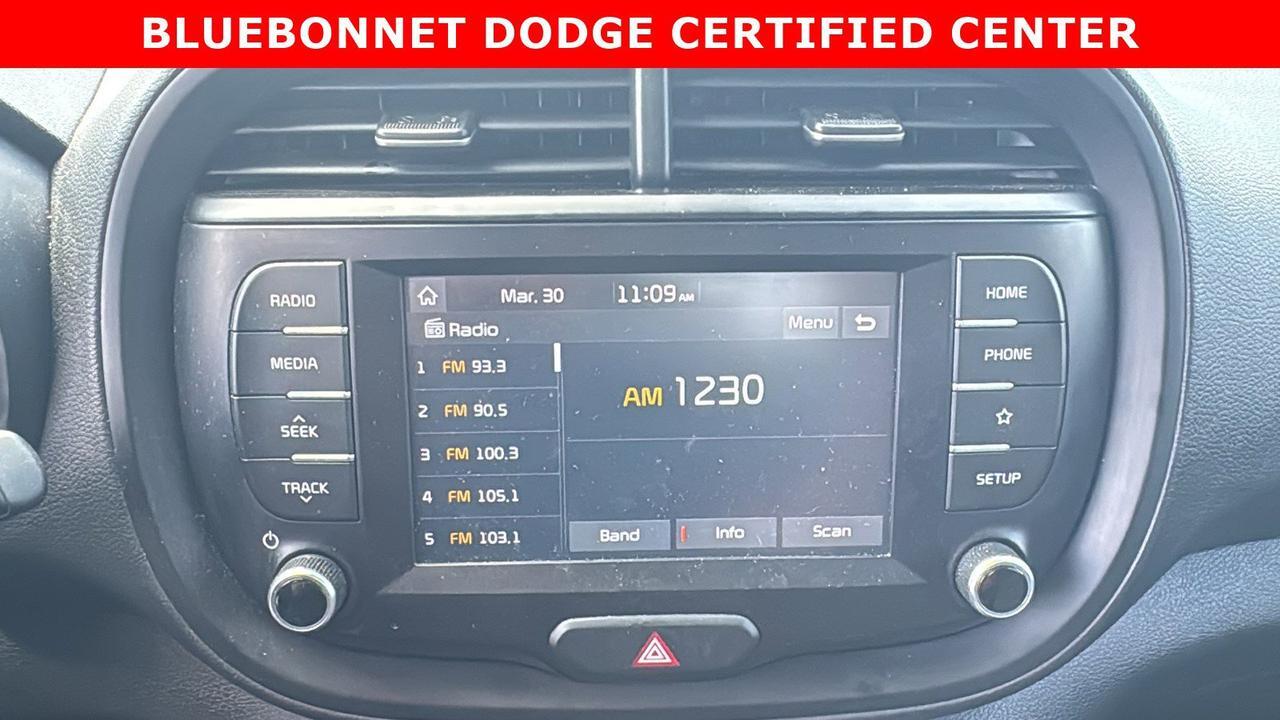 BLUEBONNET DODGE CERTIFIED CENTER
RADIO
MEDIA
SEEK
TRACK
Mar. 30 11:09 AM
Radio Menu
1 FM 93.3
2 FM 90.5
3 FM 100.3
4 FM 105.1
5 FM 103.1
AM 1230
Band Info Scan
HOME
PHONE
SETUP